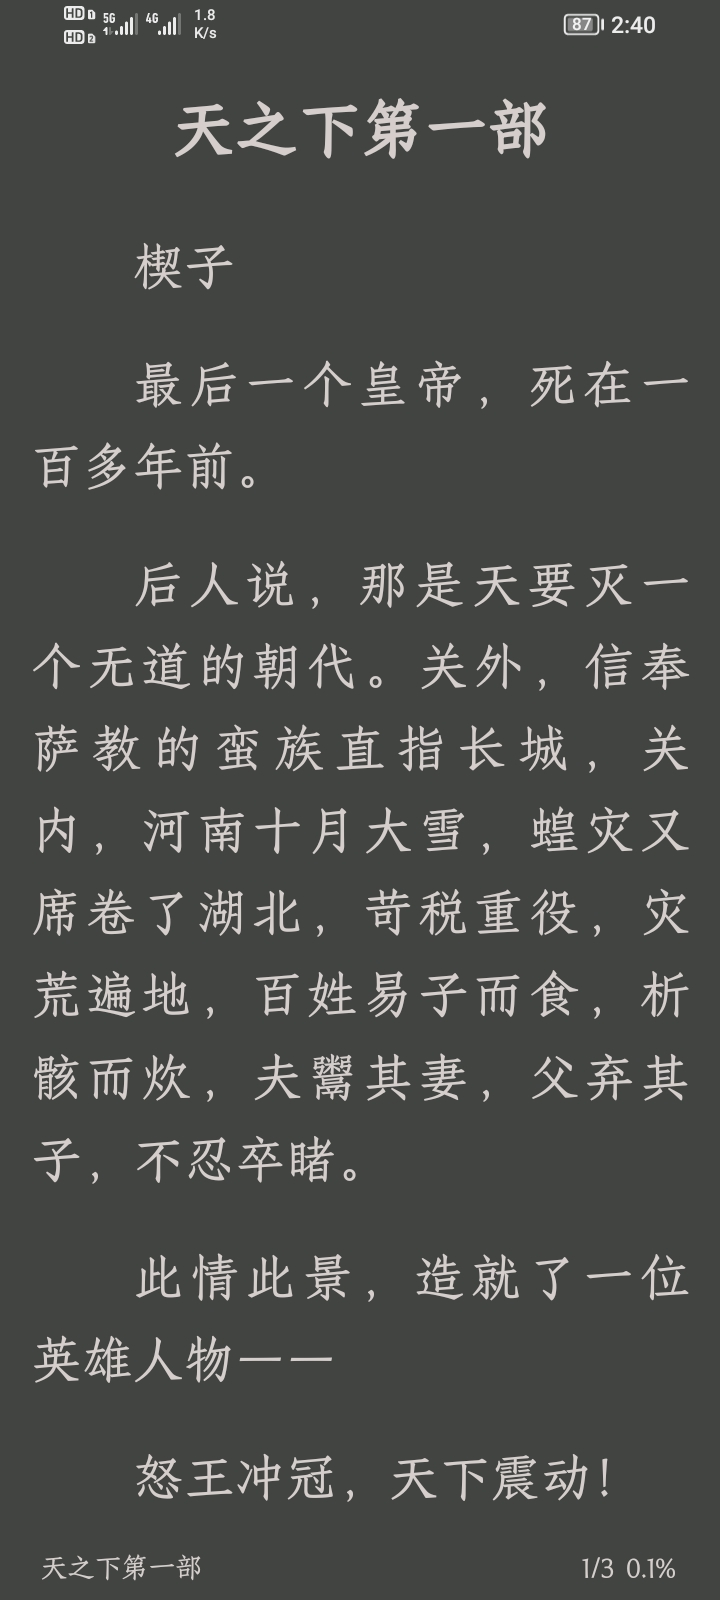 HD 1 5G 4G 1.8
HD 2 K/s 87 2:40
天之下第一部
楔子
最后一个皇帝，死在一
百多年前。
后人说，那是天要灭一
个无道的朝代。关外，信奉
萨教的蛮族直指长城，关
内，河南十月大雪，蝗灾又
席卷了湖北，苛税重役，灾
荒遍地，百姓易子而食，析
骸而炊，夫鬻其妻，父弃其
子，不忍卒睹。
此情此景，造就了一位
英雄人物——
怒王冲冠，天下震动！
天之下第一部 1/3 0.1%